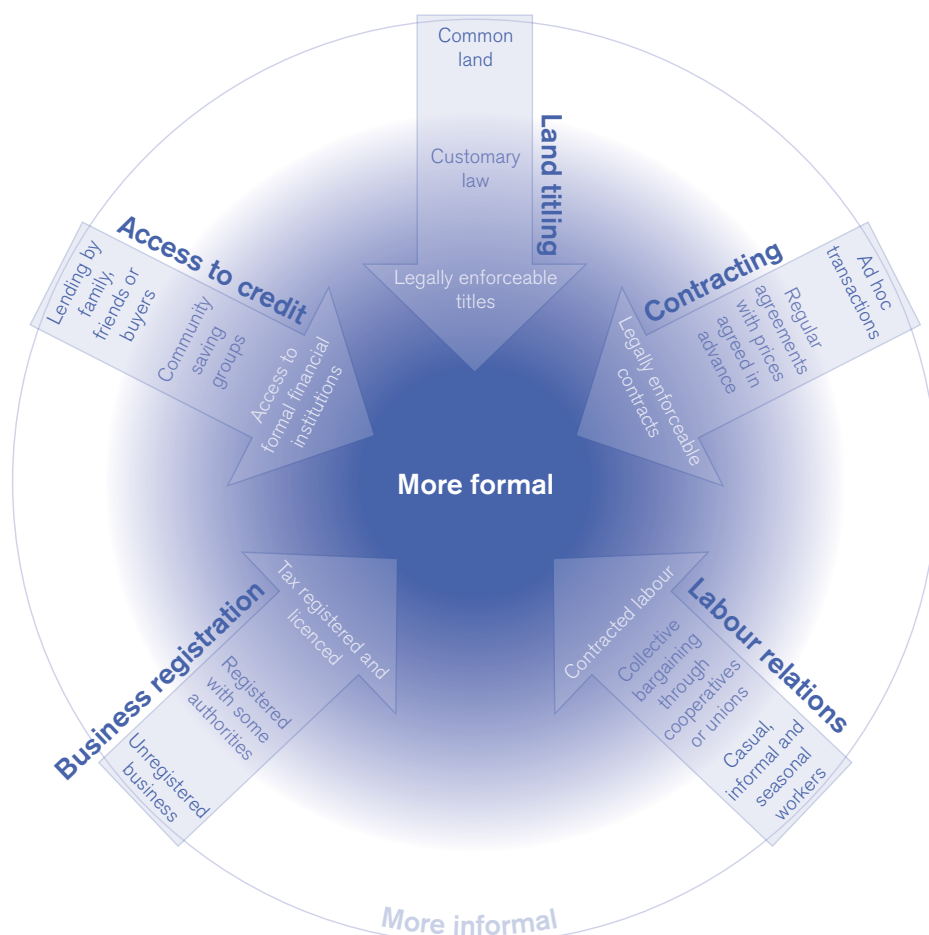 Common
land
Customary
law
Legally enforceable
titles
Land titling
Access to credit
Lending by
family,
friends or
buyers
Community
saving
groups
Access to
formal financial
institutions
Contracting
Ad hoc
transactions
Regular
agreements
with prices
agreed in
advance
Legally enforceable
contracts
More formal
Business registration
Unregistered
business
Registered
with some
authorities
Tax registered and
licenced
Labour relations
Contracted labour
Collective
bargaining
through
cooperatives
or unions
Casual,
informal and
seasonal
workers
More informal